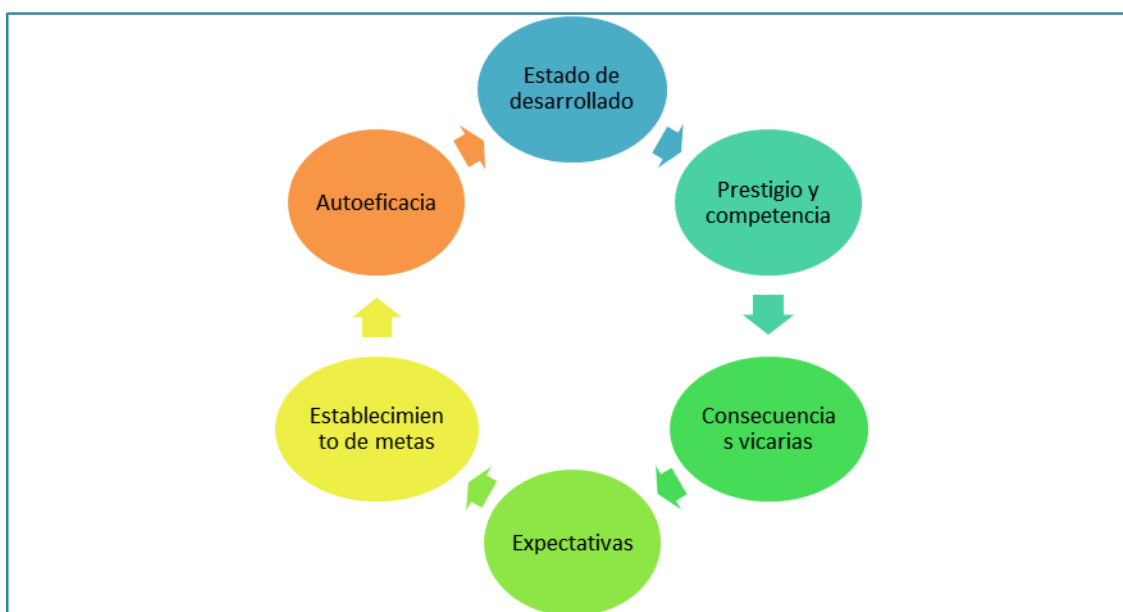 Estado de
desarrollado
Prestigio y
competencia
Consecuencia
s vicarias
Expectativas
Establecimien
to de metas
Autoeficacia